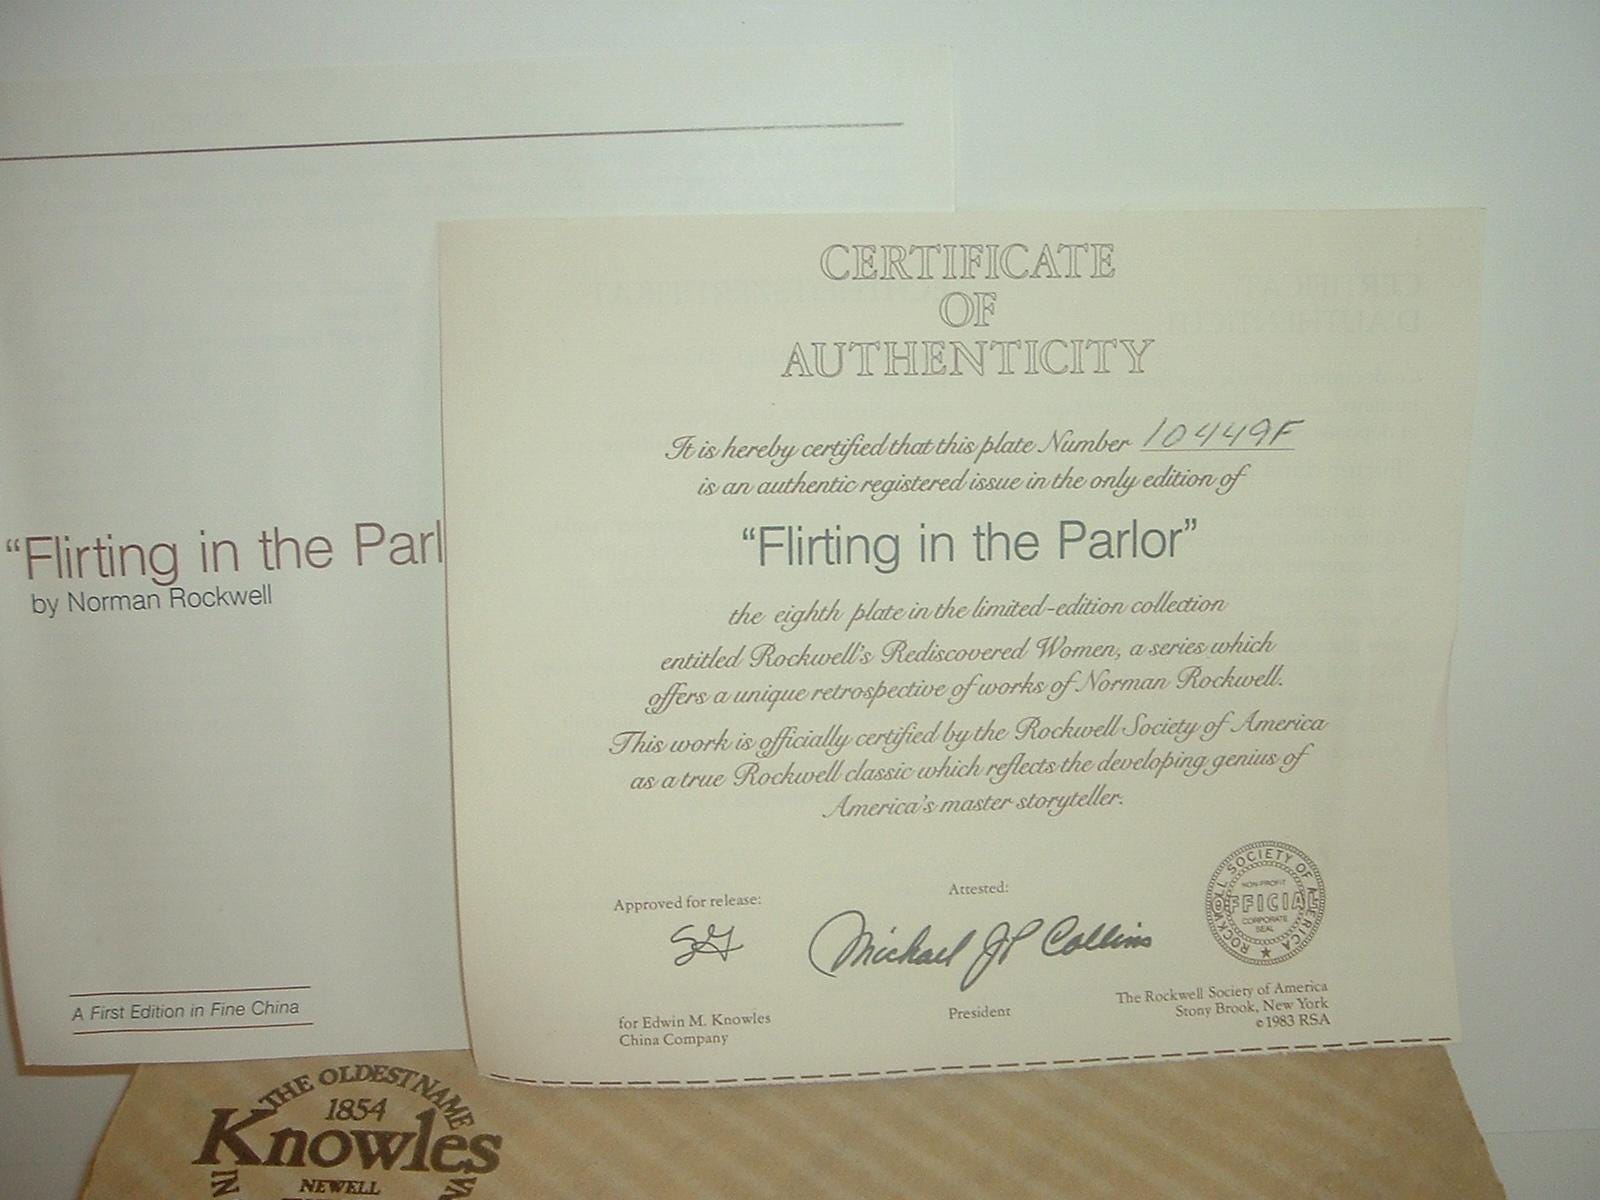 "Flirting in the Parl
by Norman Rockwell
A First Edition in Fine China
CERTIFICATE
OF
AUTHENTICITY
It is hereby certified that this plate Number 10449F
is an authentic registered issue in the only edition of
"Flirting in the Parlor"
the eighth plate in the limited-edition collection
entitled Rockwell's Rediscovered Women, a series which
offers a unique retrospective of works of Norman Rockwell.
This work is officially certified by the Rockwell Society of America
as a true Rockwell classic which reflects the developing genius of
America's master storyteller.
Approved for release:
for Edwin M. Knowles
China Company
Attested:
Michael JP Collins
President
ROCKWELL SOCIETY OF AMERICA
NON-PROFIT
OFFICIAL
CORPORATE
SEAL
The Rockwell Society of America
Stony Brook, New York
©1983 RSA
THE OLDEST NAME
1854
Knowles
NEWELL
IN